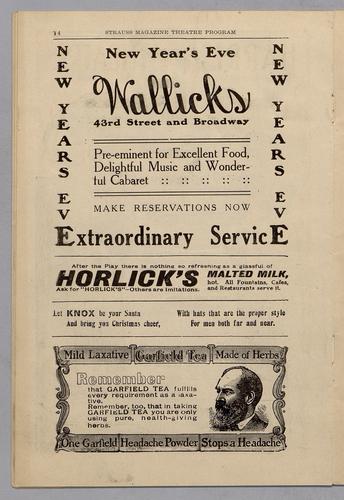 14 STRAUSS MAGAZINE THEATRE PROGRAM
NEW YEARS EVE
New Year's Eve
NEW YEARS EVE
Wallicks
43rd Street and Broadway
Pre-eminent for Excellent Food,
Delightful Music and Wonder-
ful Cabaret :: :: :: :: ::
MAKE RESERVATIONS NOW
Extraordinary ServicE
After the Play there is nothing so refreshing as a glassful of
HORLICK'S MALTED MILK,
Ask for "HORLICK'S"—Others are Imitations.
hot. All Fountains, Cafes,
and Restaurants serve it.
Let KNOX be your Santa
And bring you Christmas cheer,
With hats that are the proper style
For men both far and near.
Mild Laxative Garfield Tea Made of Herbs
Remember
that GARFIELD TEA fulfills
every requirement as a laxa-
tive.
Remember, too, that in taking
GARFIELD TEA you are only
using pure, health-giving
herbs.
One Garfield Headache Powder Stops a Headache